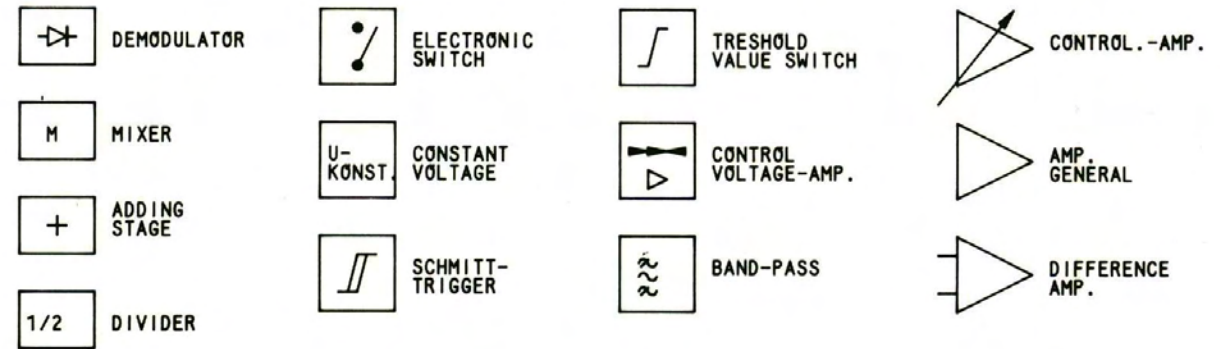 DEMODULATOR
M MIXER
+ ADDING
STAGE
1/2 DIVIDER
ELECTRONIC
SWITCH
U-
KONST.
CONSTANT
VOLTAGE
SCHMITT-
TRIGGER
TRESHOLD
VALUE SWITCH
CONTROL
VOLTAGE-AMP.
BAND-PASS
CONTROL.-AMP.
AMP.
GENERAL
DIFFERENCE
AMP.